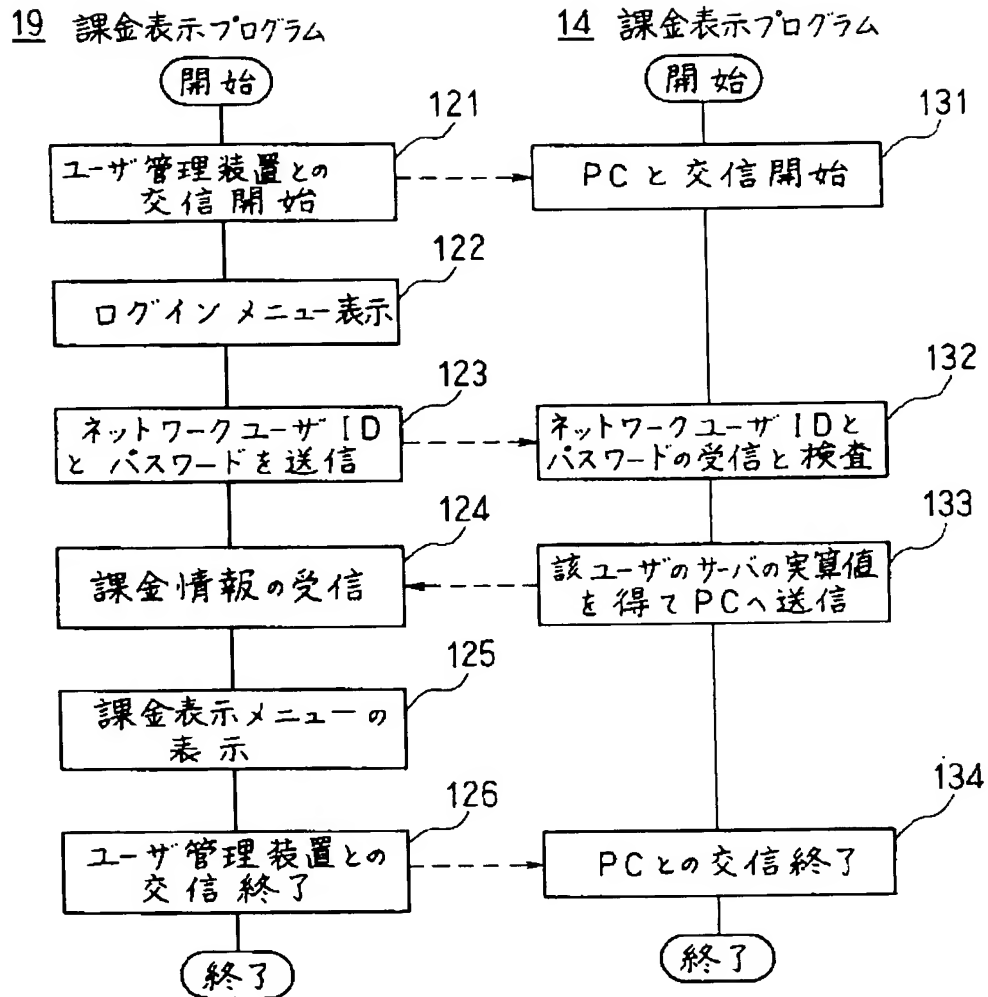 19 課金表示プログラム
開始
121
ユーザ管理装置との
交信開始
122
ログインメニュー表示
123
ネットワークユーザID
とパスワードを送信
124
課金情報の受信
125
課金表示メニューの
表示
126
ユーザ管理装置との
交信終了
終了
14 課金表示プログラム
開始
131
PCと交信開始
132
ネットワークユーザIDと
パスワードの受信と検査
133
該ユーザのサーバの実算値
を得てPCへ送信
134
PCとの交信終了
終了